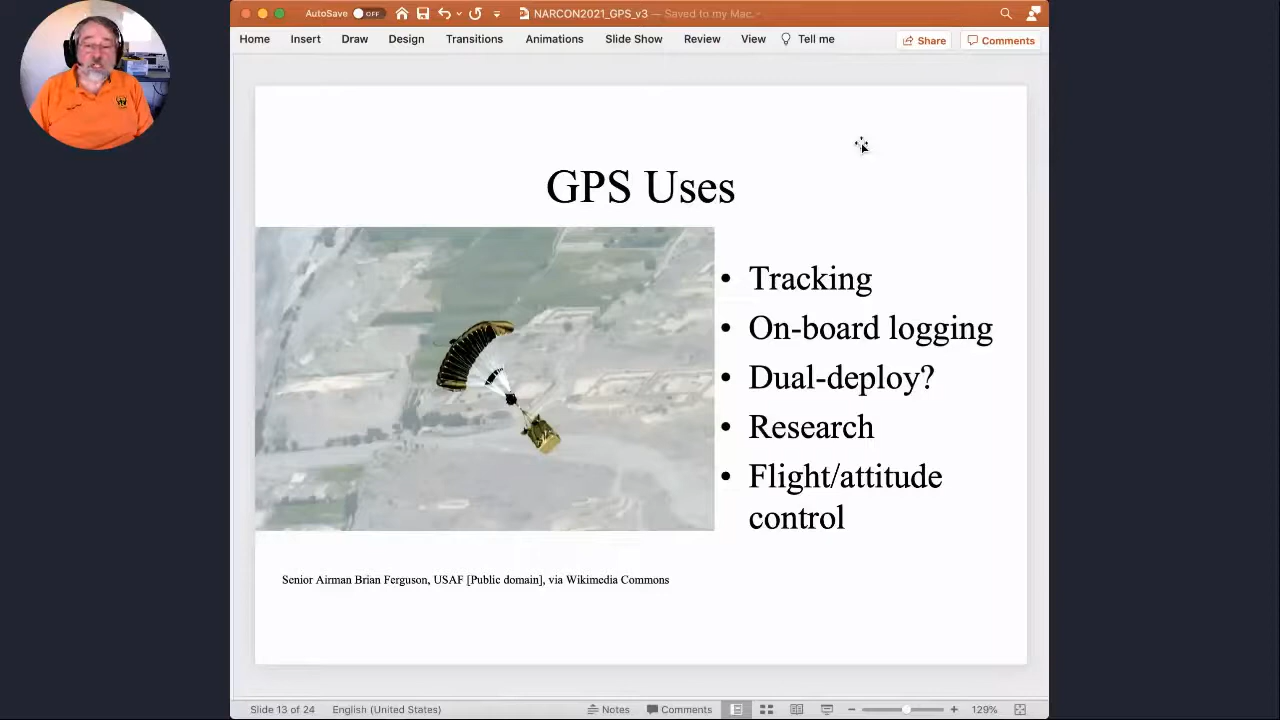 AutoSave OFF NARCON2021_GPS_v3 — Saved to my Mac
Home Insert Draw Design Transitions Animations Slide Show Review View Tell me Share Comments
GPS Uses
• Tracking
• On-board logging
• Dual-deploy?
• Research
• Flight/attitude
control
Senior Airman Brian Ferguson, USAF [Public domain], via Wikimedia Commons
Slide 13 of 24 English (United States) Notes Comments 129%